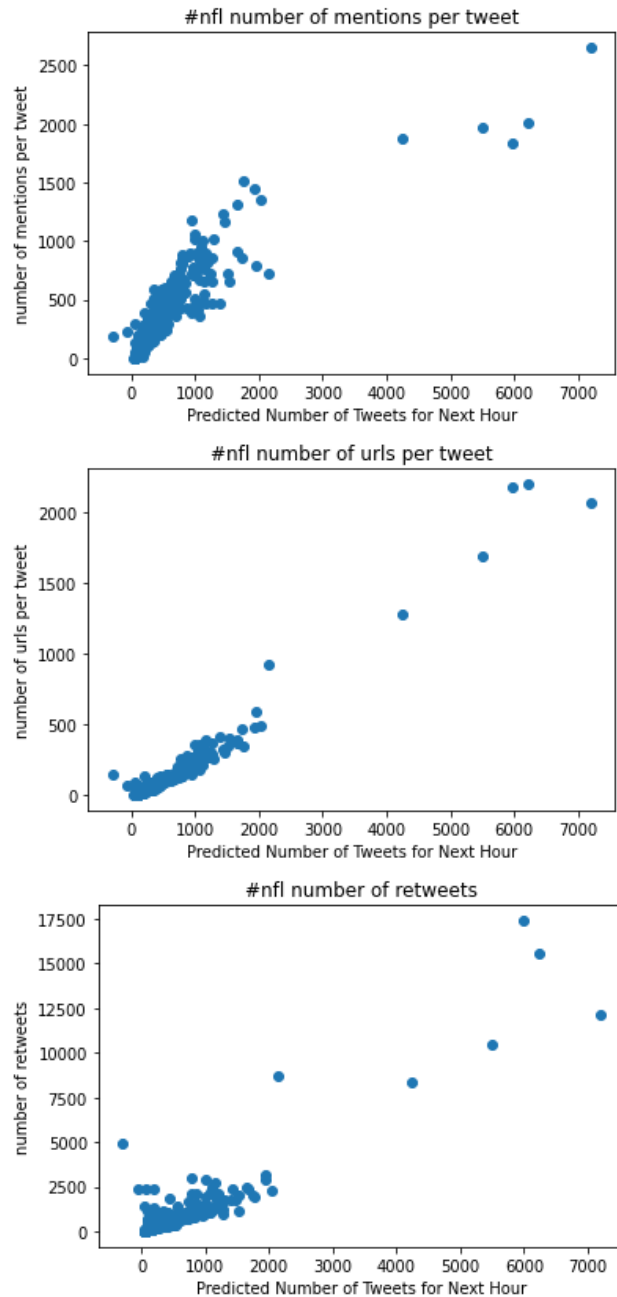 #nfl number of mentions per tweet
2500
2000
1500
1000
500
0
number of mentions per tweet
0 1000 2000 3000 4000 5000 6000 7000
Predicted Number of Tweets for Next Hour
#nfl number of urls per tweet
2000
1500
1000
500
0
number of urls per tweet
0 1000 2000 3000 4000 5000 6000 7000
Predicted Number of Tweets for Next Hour
#nfl number of retweets
17500
15000
12500
10000
7500
5000
2500
0
number of retweets
0 1000 2000 3000 4000 5000 6000 7000
Predicted Number of Tweets for Next Hour